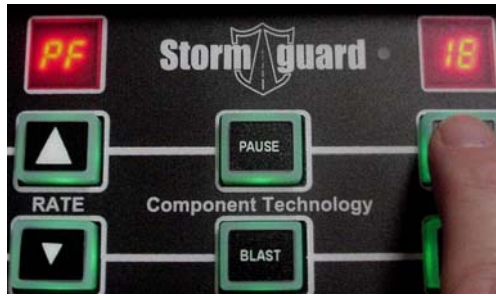 PF Storm guard 18
PAUSE
RATE Component Technology
BLAST